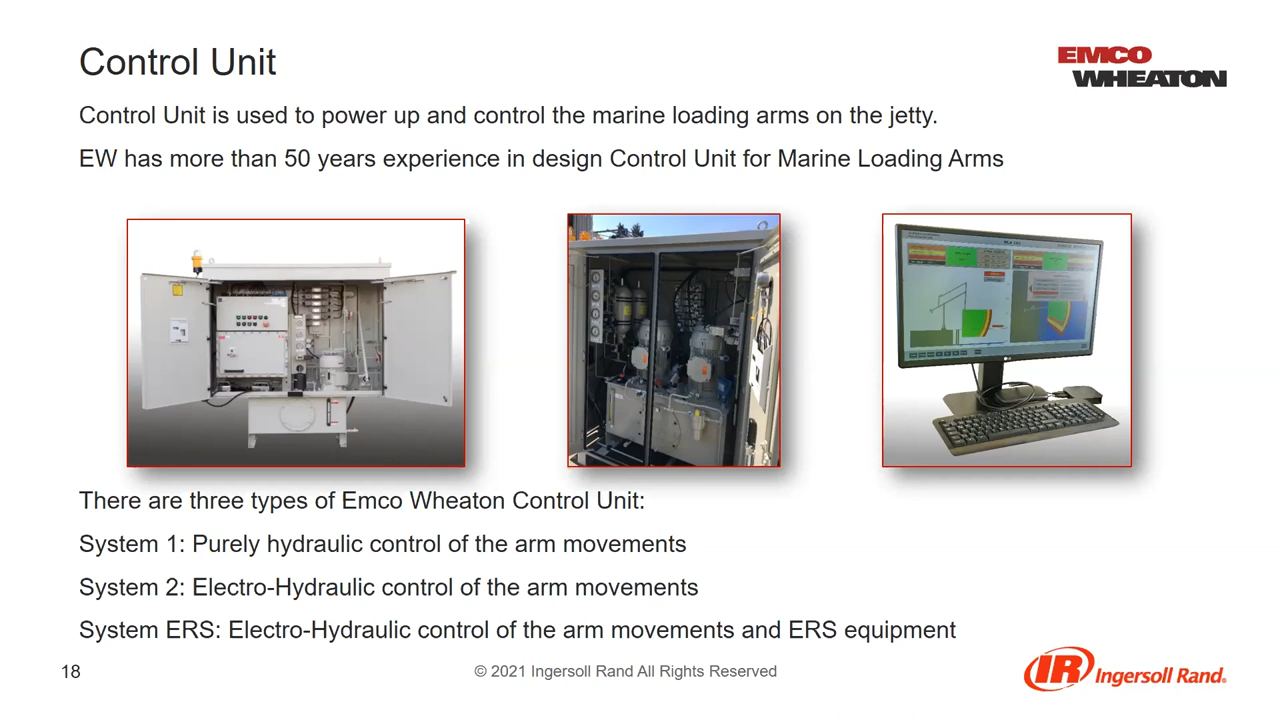 Control Unit
EMCO
WHEATON
Control Unit is used to power up and control the marine loading arms on the jetty.
EW has more than 50 years experience in design Control Unit for Marine Loading Arms
There are three types of Emco Wheaton Control Unit:
System 1: Purely hydraulic control of the arm movements
System 2: Electro-Hydraulic control of the arm movements
System ERS: Electro-Hydraulic control of the arm movements and ERS equipment
18
© 2021 Ingersoll Rand All Rights Reserved
IR Ingersoll Rand®